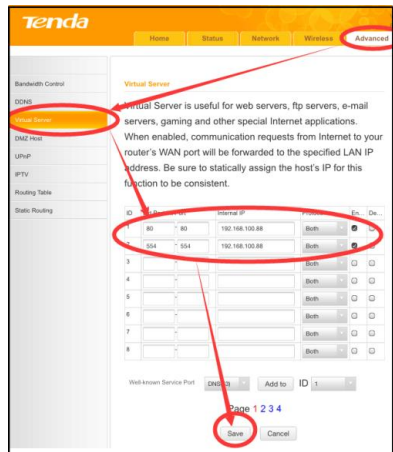 Tenda
Home Status Network Wireless Advanced
Bandwidth Control
DDNS
Virtual Server
DMZ Host
UPnP
IPTV
Routing Table
Static Routing
Virtual Server
Virtual Server is useful for web servers, ftp servers, e-mail
servers, gaming and other special Internet applications.
When enabled, communication requests from Internet to your
router's WAN port will be forwarded to the specified LAN IP
address. Be sure to statically assign the host's IP for this
function to be consistent.
ID Internal IP En... De...
1 80 - 80 192.168.100.88 Both
2 554 - 554 192.168.100.88 Both
3 - Both
4 - Both
5 - Both
6 - Both
7 - Both
8 - Both
Well-known Service Port Add to ID 1
Page 1 2 3 4
Save Cancel